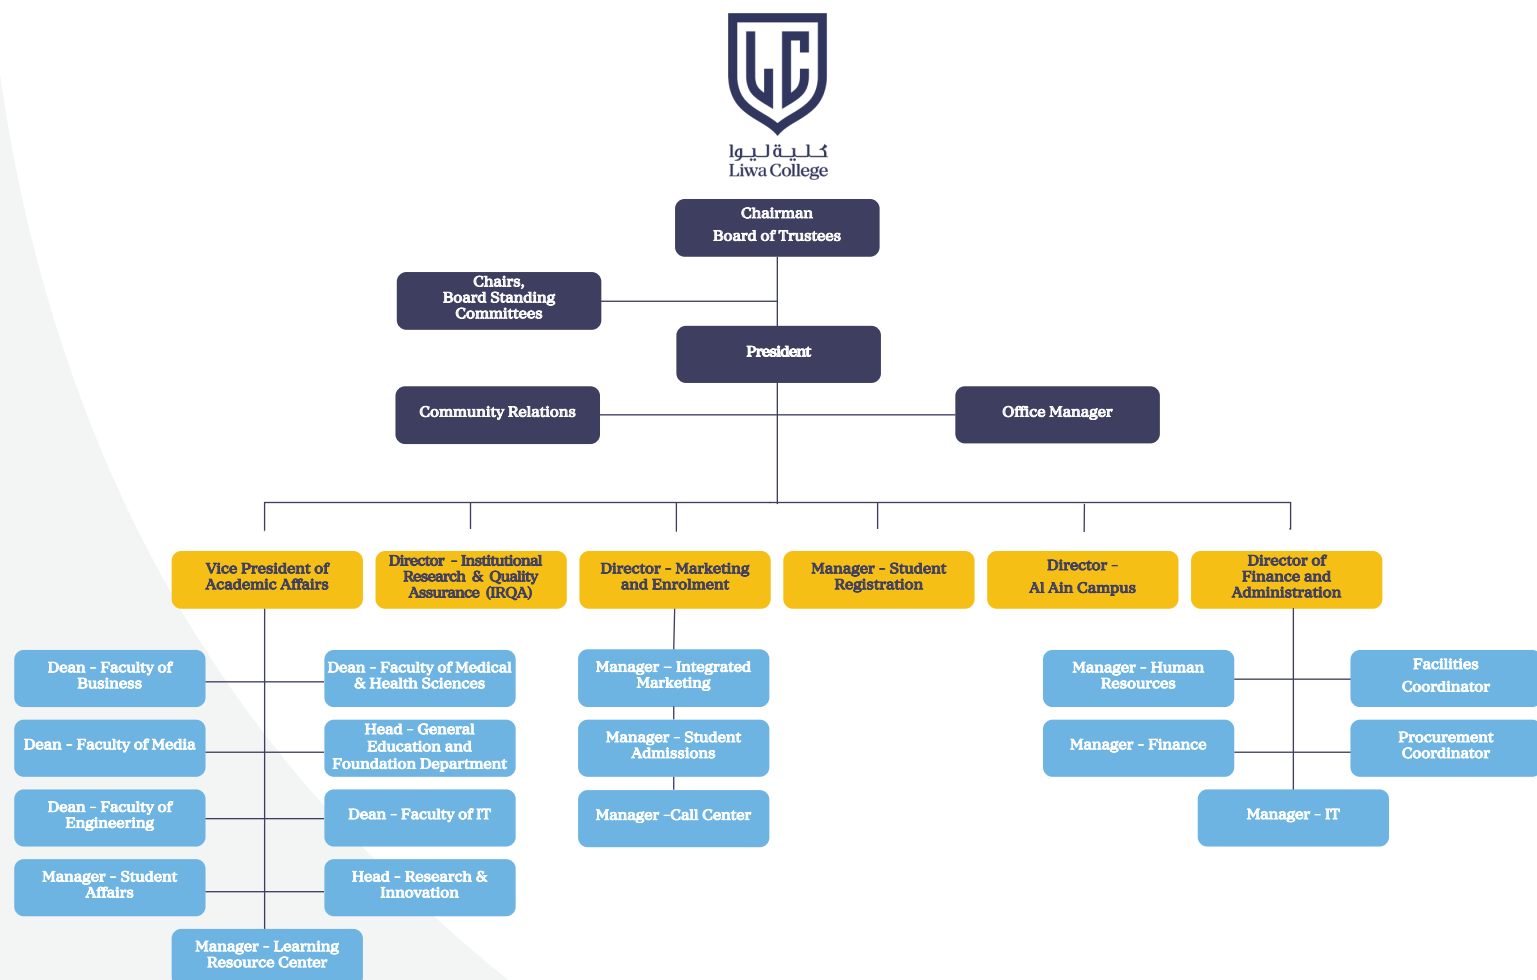 LC
كلية ليوا
Liwa College
Chairman
Board of Trustees
Chairs,
Board Standing
Committees
President
Community Relations
Office Manager
Vice President of
Academic Affairs
Director - Institutional
Research & Quality
Assurance (IRQA)
Director - Marketing
and Enrolment
Manager - Student
Registration
Director -
Al Ain Campus
Director of
Finance and
Administration
Dean - Faculty of
Business
Dean - Faculty of Medical
& Health Sciences
Manager – Integrated
Marketing
Manager - Human
Resources
Facilities
Coordinator
Dean - Faculty of Media
Head - General
Education and
Foundation Department
Manager - Student
Admissions
Manager - Finance
Procurement
Coordinator
Dean - Faculty of
Engineering
Dean - Faculty of IT
Manager -Call Center
Manager - IT
Manager - Student
Affairs
Head - Research &
Innovation
Manager - Learning
Resource Center